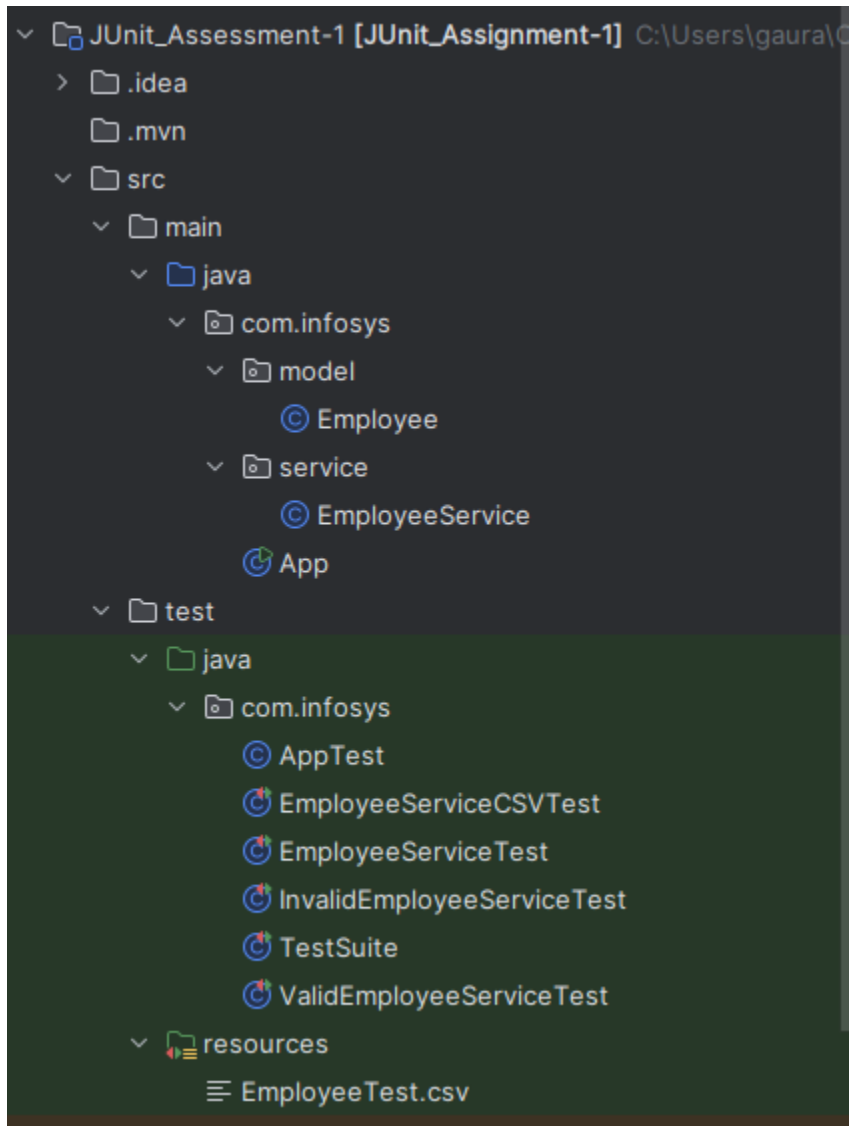 JUnit_Assessment-1 [JUnit_Assignment-1] C:\Users\gaura\
.idea
.mvn
src
main
java
com.infosys
model
Employee
service
EmployeeService
App
test
java
com.infosys
AppTest
EmployeeServiceCSVTest
EmployeeServiceTest
InvalidEmployeeServiceTest
TestSuite
ValidEmployeeServiceTest
resources
EmployeeTest.csv